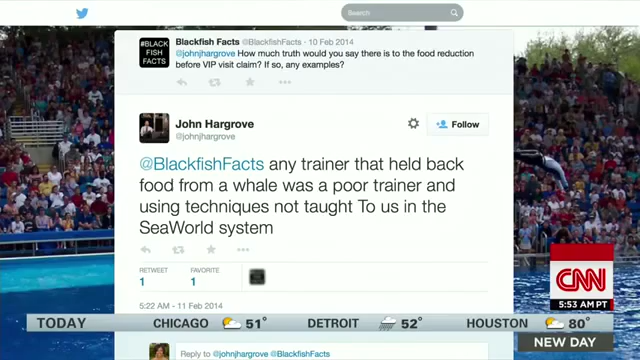 Search
#BLACK
FISH
FACTS
Blackfish Facts @BlackfishFacts · 10 Feb 2014
@johnjhargrove How much truth would you say there is to the food reduction
before VIP visit claim? If so, any examples?
John Hargrove
@johnjhargrove
Follow
@BlackfishFacts any trainer that held back
food from a whale was a poor trainer and
using techniques not taught To us in the
SeaWorld system
RETWEET
FAVORITE
1
1
5:22 AM - 11 Feb 2014
CNN
5:53 AM PT
TODAY CHICAGO 51° DETROIT 52° HOUSTON 80°
NEW DAY
Reply to @johnjhargrove @BlackfishFacts